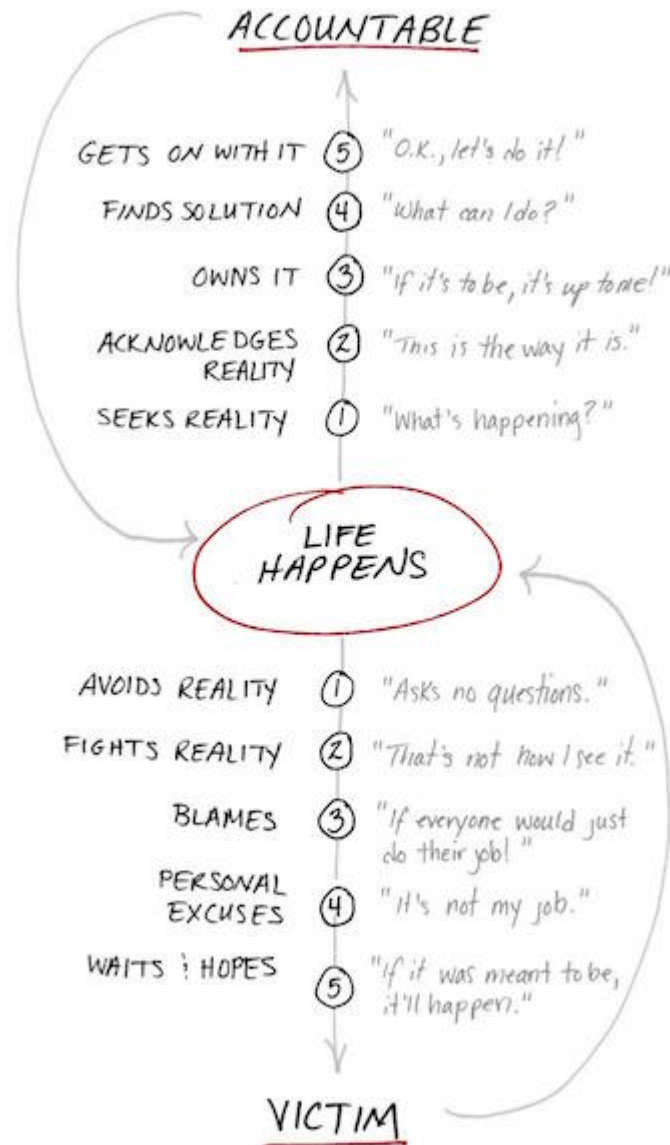 ACCOUNTABLE
GETS ON WITH IT 5 "O.K., let's do it!"
FINDS SOLUTION 4 "What can I do?"
OWNS IT 3 "If it's to be, it's up to me!"
ACKNOWLEDGES
REALITY 2 "This is the way it is."
SEEKS REALITY 1 "What's happening?"
LIFE
HAPPENS
AVOIDS REALITY 1 "Asks no questions."
FIGHTS REALITY 2 "That's not how I see it."
BLAMES 3 "If everyone would just
do their job!"
PERSONAL
EXCUSES 4 "It's not my job."
WAITS & HOPES 5 "If it was meant to be,
it'll happen."
VICTIM